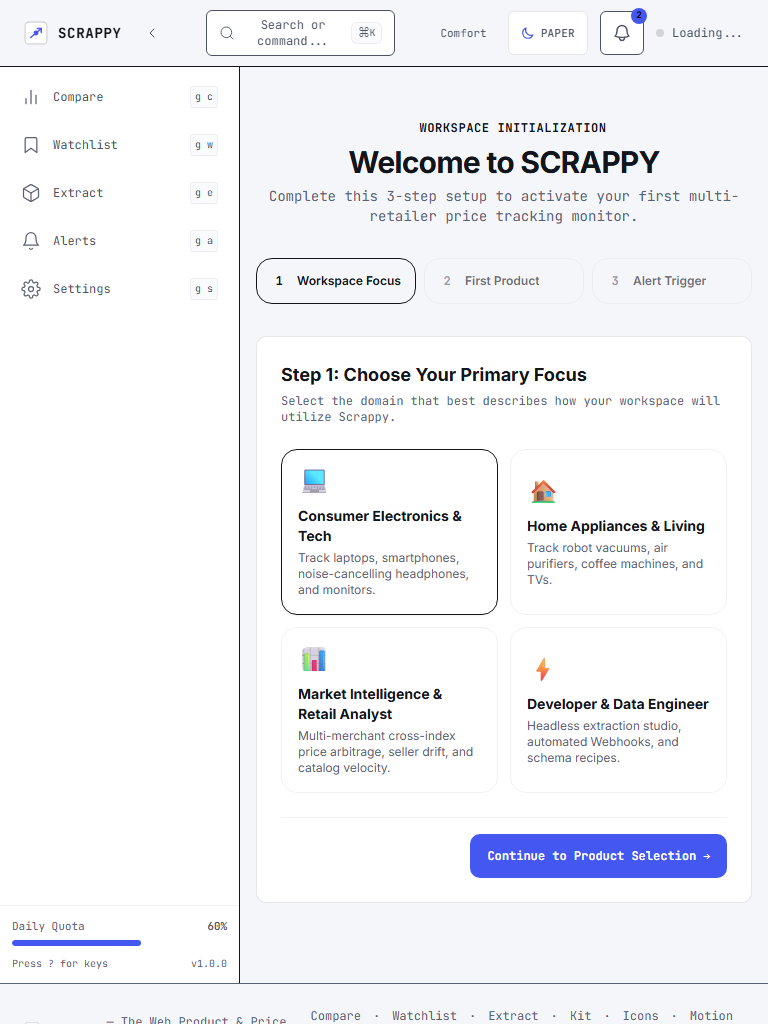 SCRAPPY
Search or
command...
⌘K
Comfort
PAPER
2
Loading...
Compare
g c
Watchlist
g w
Extract
g e
Alerts
g a
Settings
g s
Daily Quota
60%
Press ? for keys
v1.0.0
WORKSPACE INITIALIZATION
Welcome to SCRAPPY
Complete this 3-step setup to activate your first multi-
retailer price tracking monitor.
1 Workspace Focus
2 First Product
3 Alert Trigger
Step 1: Choose Your Primary Focus
Select the domain that best describes how your workspace will
utilize Scrappy.
Consumer Electronics &
Tech
Track laptops, smartphones,
noise-cancelling headphones,
and monitors.
Home Appliances & Living
Track robot vacuums, air
purifiers, coffee machines, and
TVs.
Market Intelligence &
Retail Analyst
Multi-merchant cross-index
price arbitrage, seller drift, and
catalog velocity.
Developer & Data Engineer
Headless extraction studio,
automated Webhooks, and
schema recipes.
Continue to Product Selection →
— The Web Product & Price
Compare · Watchlist · Extract · Kit · Icons · Motion